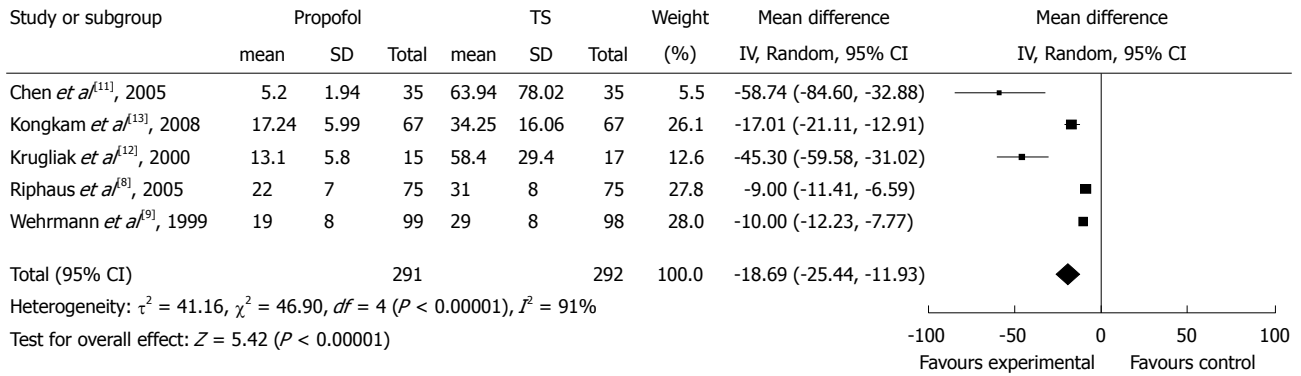 Study or subgroup Propofol TS Weight Mean difference Mean difference
mean SD Total mean SD Total (%) IV, Random, 95% CI IV, Random, 95% CI
Chen et al[11], 2005 5.2 1.94 35 63.94 78.02 35 5.5 -58.74 (-84.60, -32.88)
Kongkam et al[13], 2008 17.24 5.99 67 34.25 16.06 67 26.1 -17.01 (-21.11, -12.91)
Krugliak et al[12], 2000 13.1 5.8 15 58.4 29.4 17 12.6 -45.30 (-59.58, -31.02)
Riphaus et al[8], 2005 22 7 75 31 8 75 27.8 -9.00 (-11.41, -6.59)
Wehrmann et al[9], 1999 19 8 99 29 8 98 28.0 -10.00 (-12.23, -7.77)
Total (95% CI) 291 292 100.0 -18.69 (-25.44, -11.93)
Heterogeneity: τ² = 41.16, χ² = 46.90, df = 4 (P < 0.00001), I² = 91%
Test for overall effect: Z = 5.42 (P < 0.00001)
-100 -50 0 50 100
Favours experimental Favours control